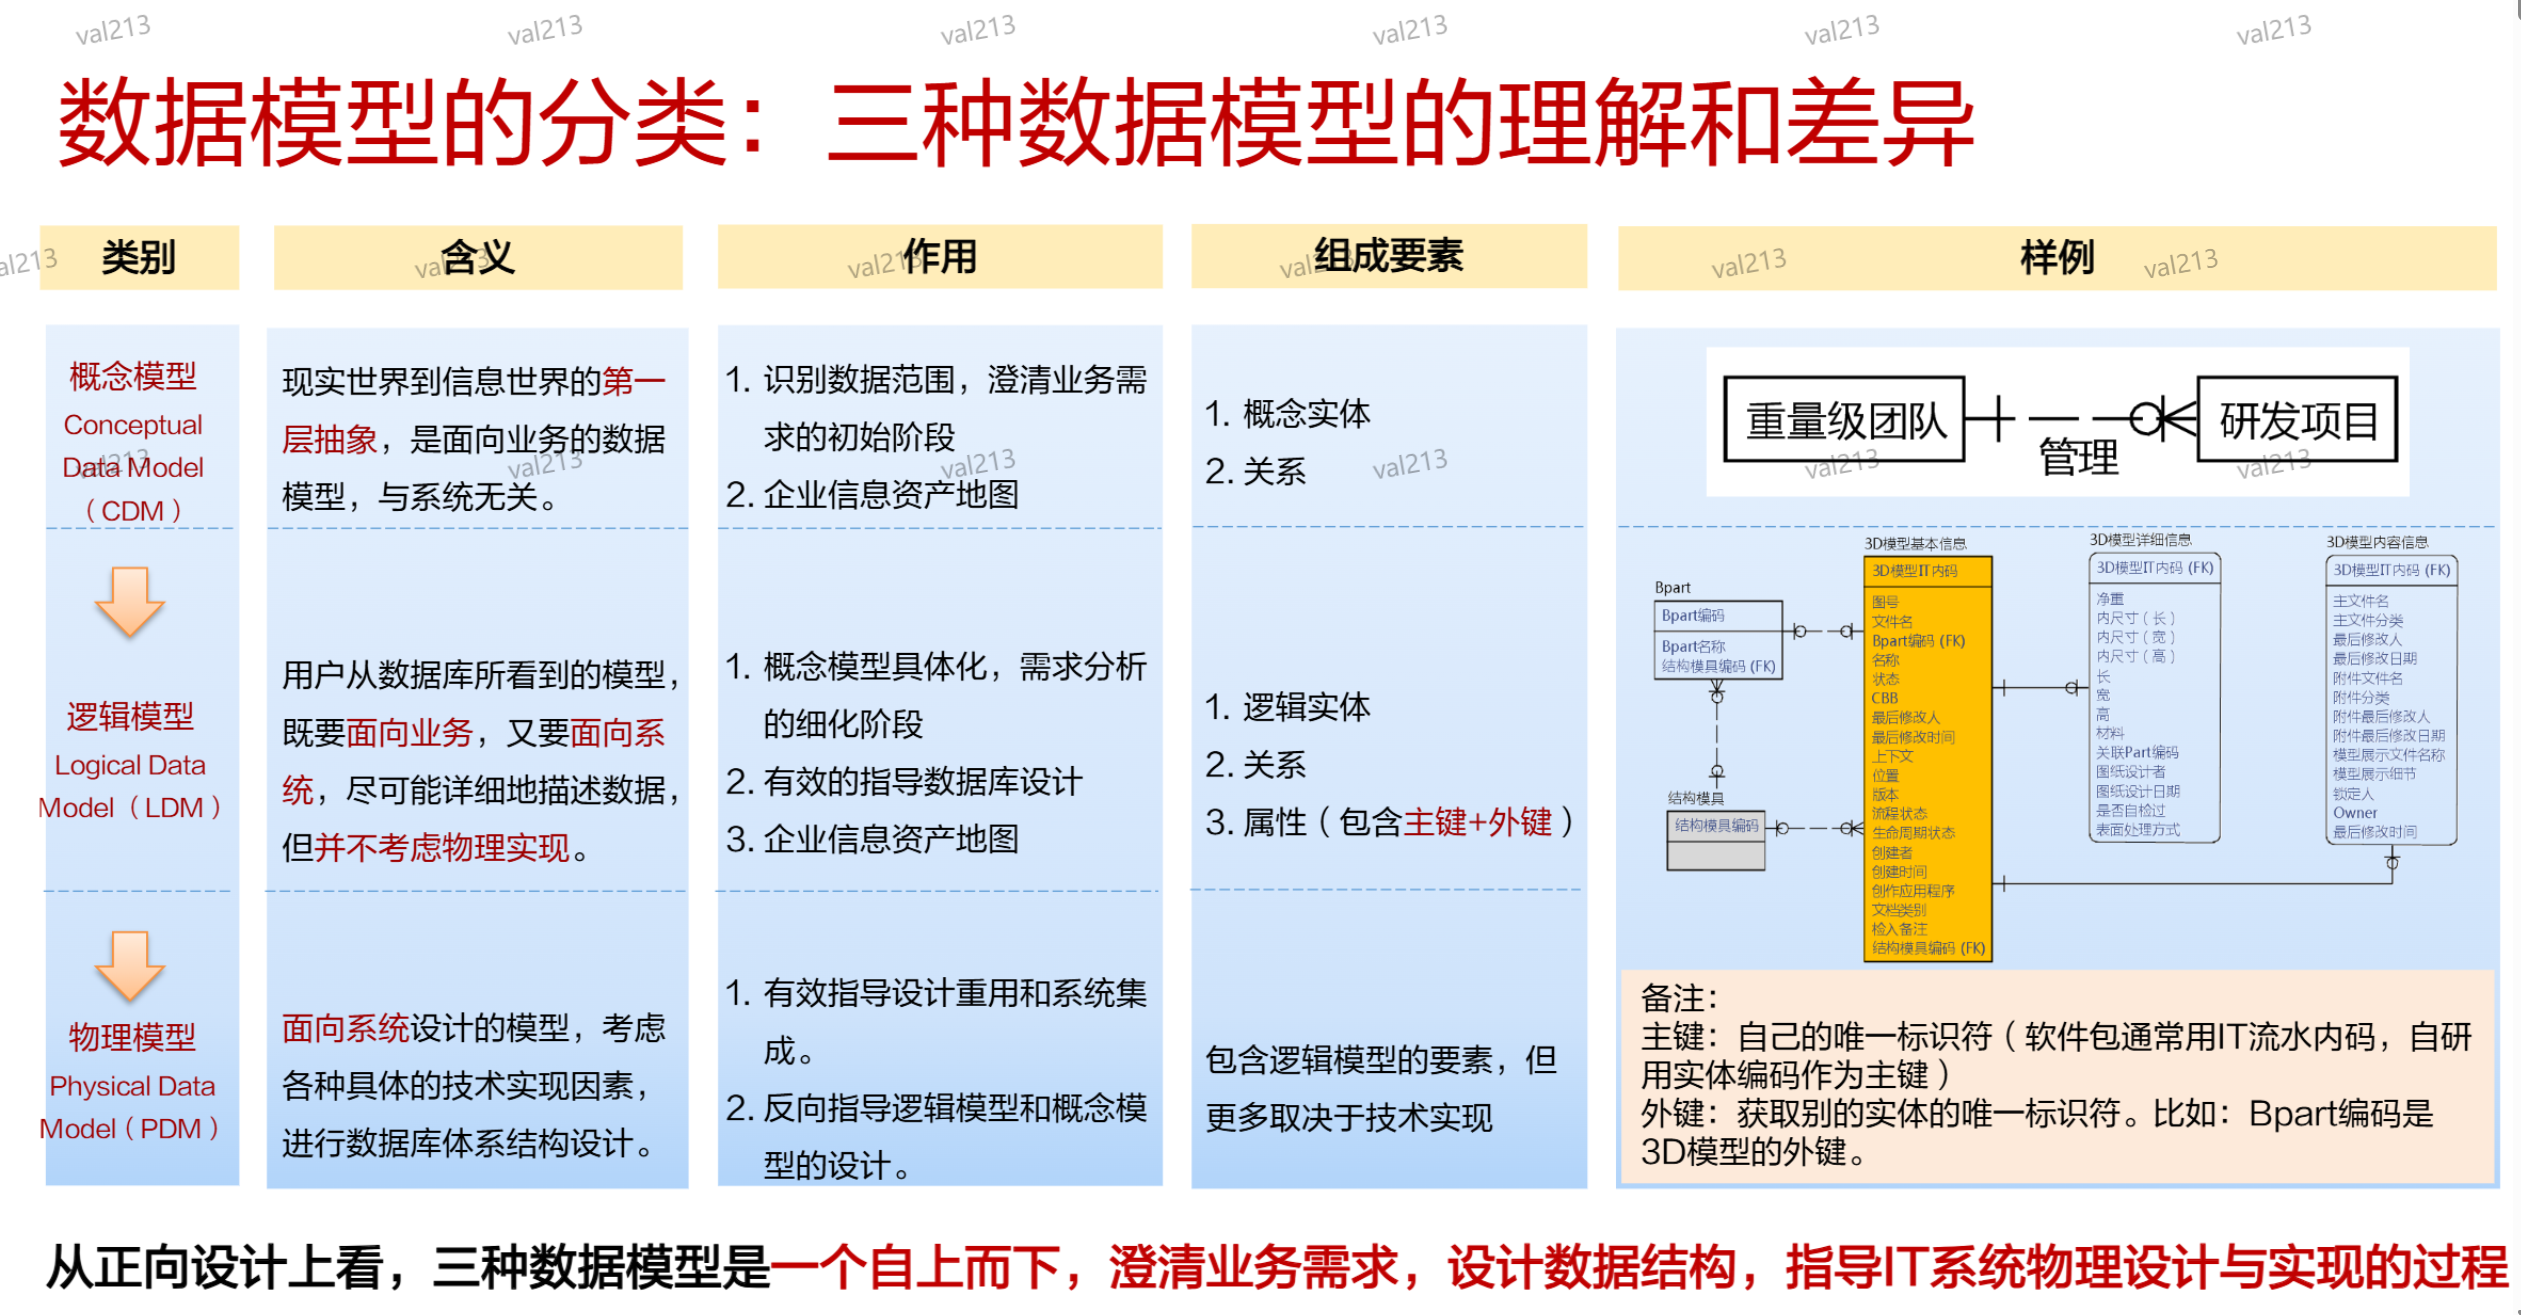 val213 val213 val213 val213 val213 val213
数据模型的分类：三种数据模型的理解和差异
类别
含义
作用
组成要素
样例
val213 val213 val213 val213 val213 val213
概念模型
Conceptual
Data Model
（CDM）
现实世界到信息世界的第一
层抽象，是面向业务的数据
模型，与系统无关。
1. 识别数据范围，澄清业务需
求的初始阶段
2. 企业信息资产地图
1. 概念实体
2. 关系
重量级团队
管理
研发项目
val213 val213 val213 val213 val213 val213
逻辑模型
Logical Data
Model（LDM）
用户从数据库所看到的模型，
既要面向业务，又要面向系
统，尽可能详细地描述数据，
但并不考虑物理实现。
1. 概念模型具体化，需求分析
的细化阶段
2. 有效的指导数据库设计
3. 企业信息资产地图
1. 逻辑实体
2. 关系
3. 属性（包含主键+外键）
Bpart
Bpart编码
Bpart名称
结构模具编码 (FK)
结构模具
结构模具编码
3D模型基本信息
3D模型IT内码
图号
文件名
Bpart编码 (FK)
名称
状态
CBB
最后修改人
最后修改时间
上下文
位置
版本
流程状态
生命周期状态
创建者
创建时间
创作应用程序
文档类别
检入备注
结构模具编码 (FK)
3D模型详细信息
3D模型IT内码 (FK)
净重
内尺寸（长）
内尺寸（宽）
内尺寸（高）
长
宽
高
材料
关联Part编码
图纸设计者
图纸设计日期
是否自检过
表面处理方式
3D模型内容信息
3D模型IT内码 (FK)
主文件名
主文件分类
最后修改人
最后修改日期
附件文件名
附件分类
附件最后修改人
附件最后修改日期
模型展示文件名称
模型展示细节
锁定人
Owner
最后修改时间
物理模型
Physical Data
Model（PDM）
面向系统设计的模型，考虑
各种具体的技术实现因素，
进行数据库体系结构设计。
1. 有效指导设计重用和系统集
成。
2. 反向指导逻辑模型和概念模
型的设计。
包含逻辑模型的要素，但
更多取决于技术实现
备注：
主键：自己的唯一标识符（软件包通常用IT流水内码，自研
用实体编码作为主键）
外键：获取别的实体的唯一标识符。比如：Bpart编码是
3D模型的外键。
从正向设计上看，三种数据模型是一个自上而下，澄清业务需求，设计数据结构，指导IT系统物理设计与实现的过程